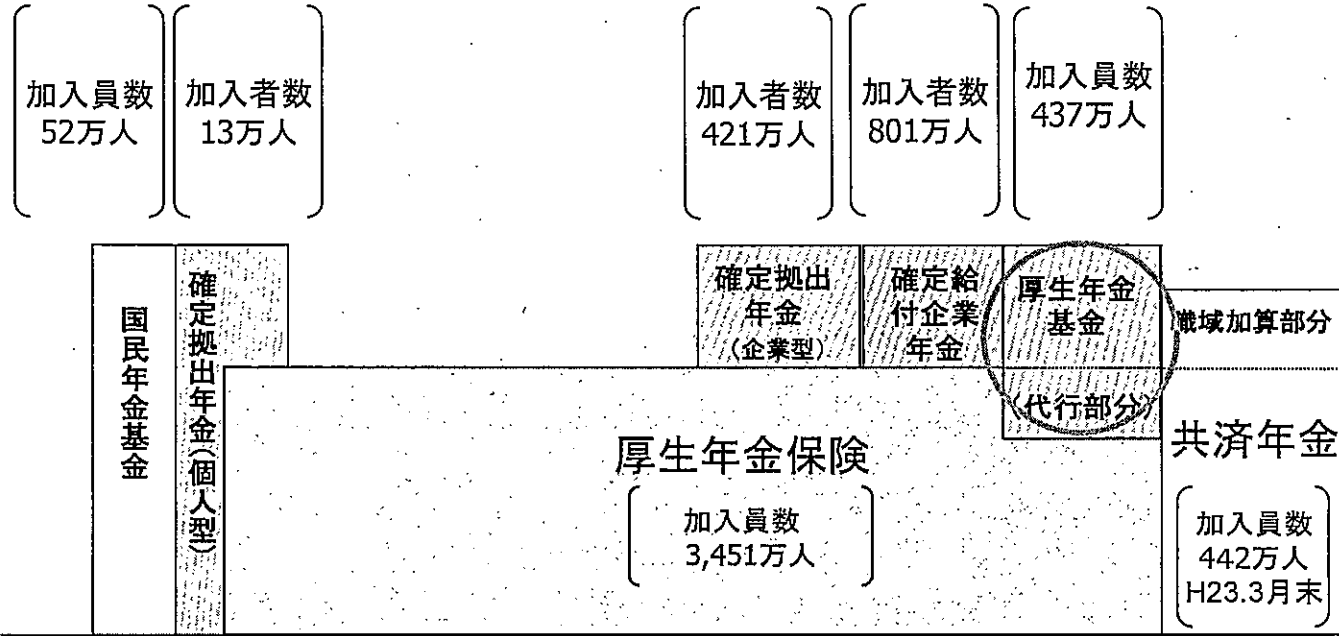 加入員数
52万人
加入者数
13万人
加入者数
421万人
加入者数
801万人
加入員数
437万人
国民年金基金
確定拠出年金（個人型）
確定拠出
年金
（企業型）
確定給
付企業
年金
厚生年金
基金
（代行部分）
職域加算部分
厚生年金保険
加入員数
3,451万人
共済年金
加入員数
442万人
H23.3月末